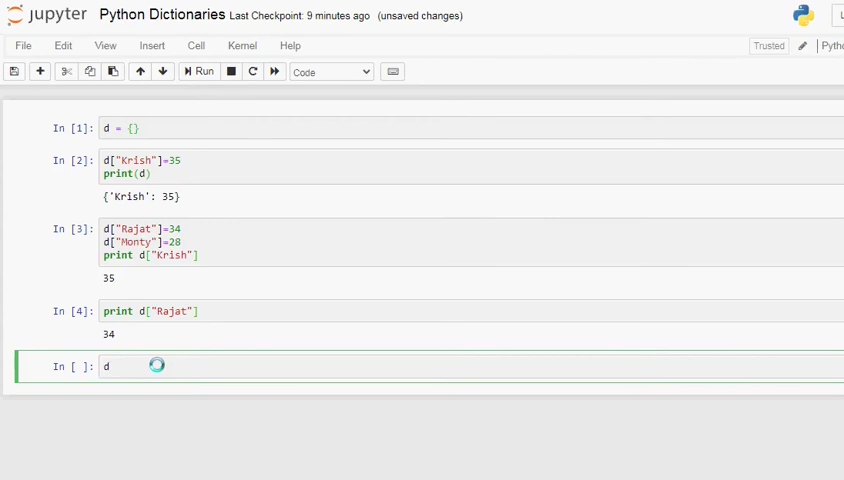 jupyter Python Dictionaries Last Checkpoint: 9 minutes ago (unsaved changes)
File Edit View Insert Cell Kernel Help Trusted Pytho
Run Code
In [1]: d = {}
In [2]: d["Krish"]=35
print(d)
{'Krish': 35}
In [3]: d["Rajat"]=34
d["Monty"]=28
print d["Krish"]
35
In [4]: print d["Rajat"]
34
In [ ]: d